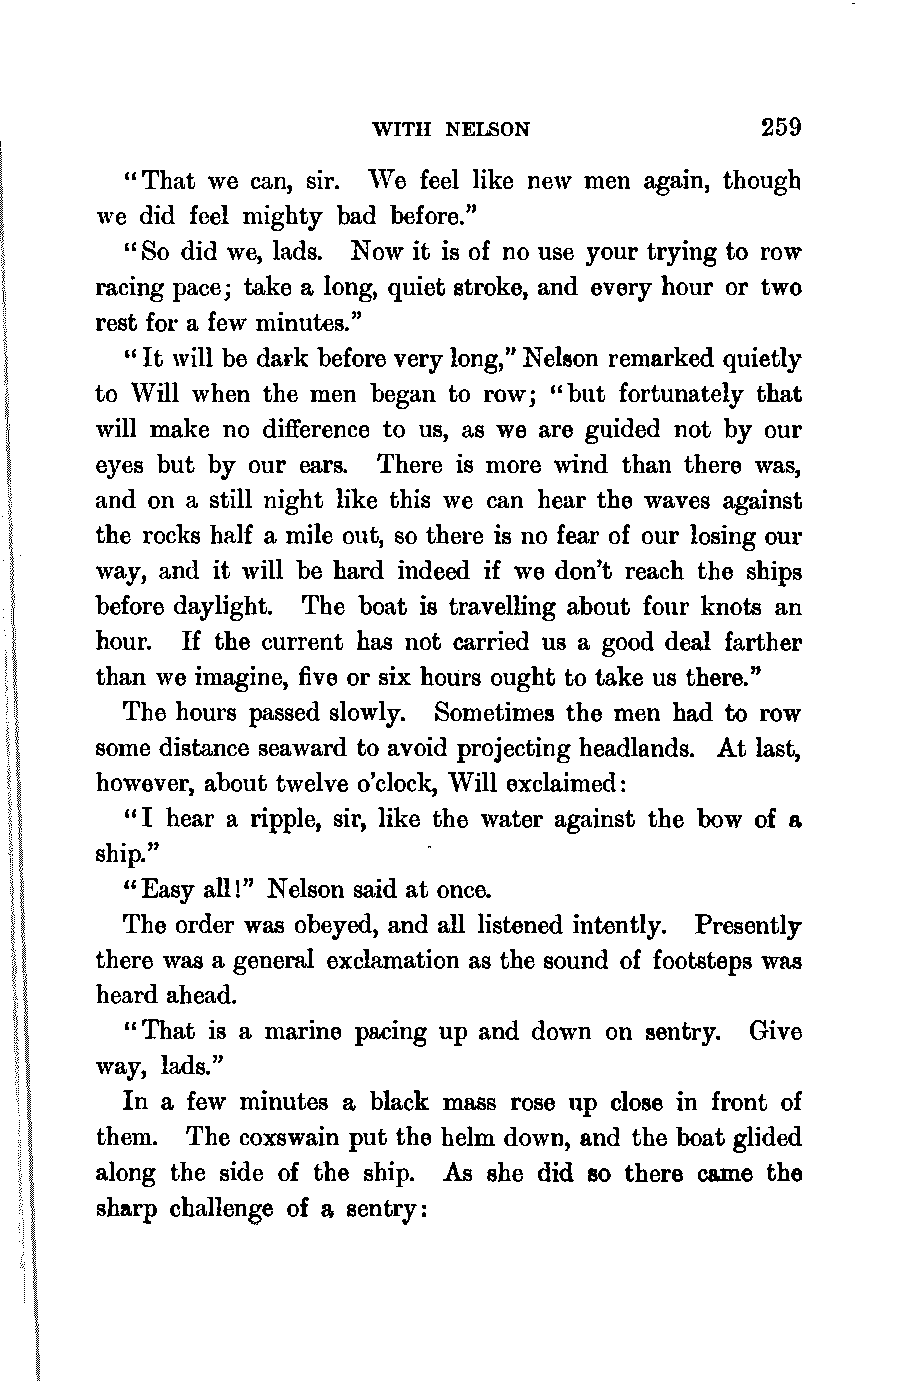 WITH NELSON 259
"That we can, sir. We feel like new men again, though
we did feel mighty bad before."
"So did we, lads. Now it is of no use your trying to row
racing pace; take a long, quiet stroke, and every hour or two
rest for a few minutes."
"It will be dark before very long," Nelson remarked quietly
to Will when the men began to row; "but fortunately that
will make no difference to us, as we are guided not by our
eyes but by our ears. There is more wind than there was,
and on a still night like this we can hear the waves against
the rocks half a mile out, so there is no fear of our losing our
way, and it will be hard indeed if we don't reach the ships
before daylight. The boat is travelling about four knots an
hour. If the current has not carried us a good deal farther
than we imagine, five or six hours ought to take us there."
The hours passed slowly. Sometimes the men had to row
some distance seaward to avoid projecting headlands. At last,
however, about twelve o'clock, Will exclaimed:
"I hear a ripple, sir, like the water against the bow of a
ship."
"Easy all!" Nelson said at once.
The order was obeyed, and all listened intently. Presently
there was a general exclamation as the sound of footsteps was
heard ahead.
"That is a marine pacing up and down on sentry. Give
way, lads."
In a few minutes a black mass rose up close in front of
them. The coxswain put the helm down, and the boat glided
along the side of the ship. As she did so there came the
sharp challenge of a sentry: